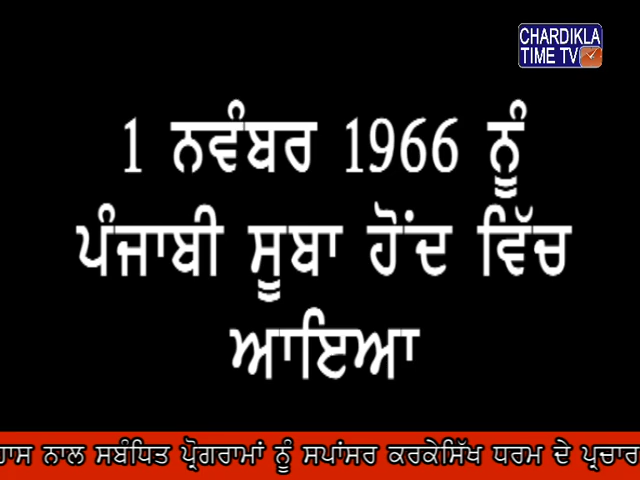 CHARDIKLA
TIME TV
1 ਨਵੰਬਰ 1966 ਨੂੰ
ਪੰਜਾਬੀ ਸੂਬਾ ਹੋਂਦ ਵਿੱਚ
ਆਇਆ
ਹਾਸ ਨਾਲ ਸਬੰਧਿਤ ਪ੍ਰੋਗਰਾਮਾਂ ਨੂੰ ਸਪਾਂਸਰ ਕਰਕੇਸਿੱਖ ਧਰਮ ਦੇ ਪ੍ਰਚਾਰ